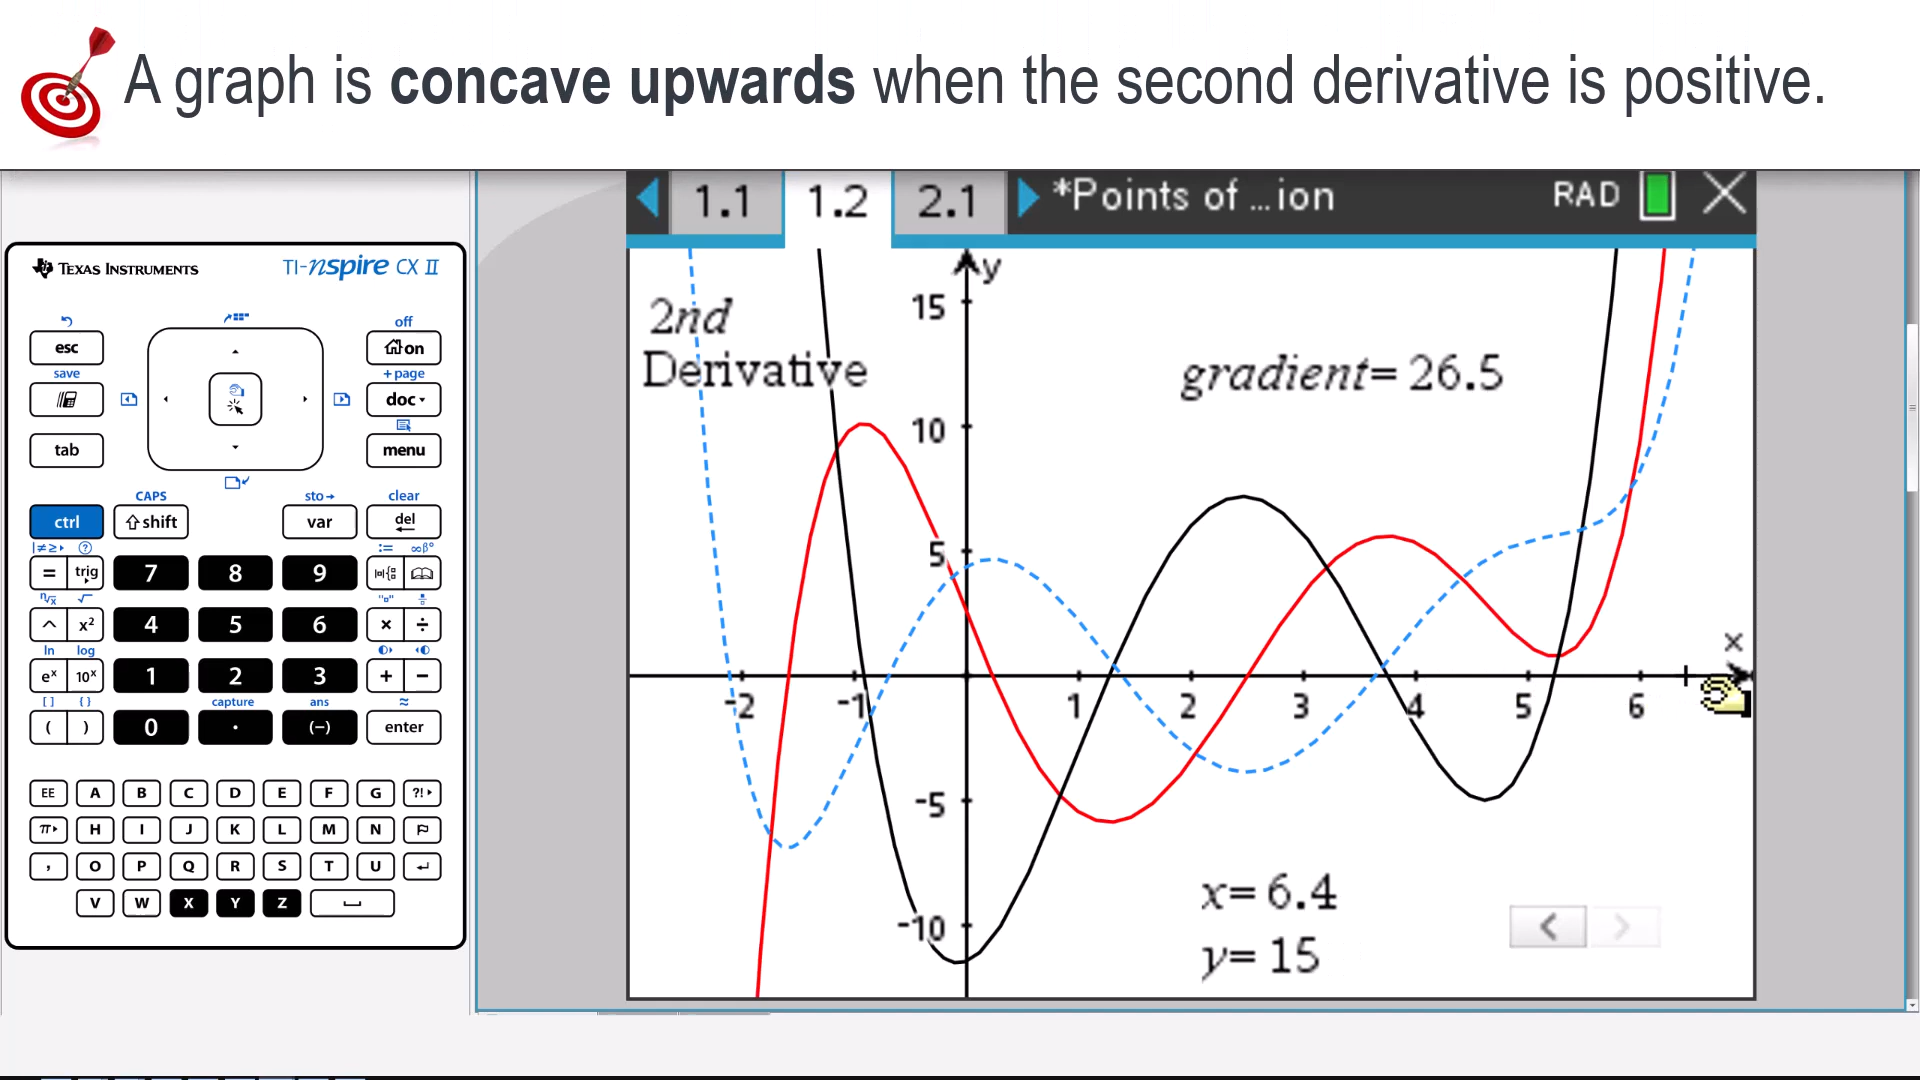 A graph is concave upwards when the second derivative is positive.
1.1 1.2 2.1 *Points of ...ion RAD
TEXAS INSTRUMENTS TI-nspire CX II
off
esc on
save + page
doc
tab menu
CAPS sto→ clear
ctrl shift var del
|≠≥▸ ? := ∞β°
= trig 7 8 9
ⁿ√x √ "□"
^ x² 4 5 6 × ÷
ln log
eˣ 10ˣ 1 2 3 + −
[ ] { } capture ans ≈
( ) 0 . (−) enter
EE A B C D E F G ?!▸
π▸ H I J K L M N
, O P Q R S T U ↵
V W X Y Z
y
15
10
5
-5
-10
x
-2 -1 1 2 3 4 5 6
2nd
Derivative
gradient= 26.5
x= 6.4
y= 15
< >